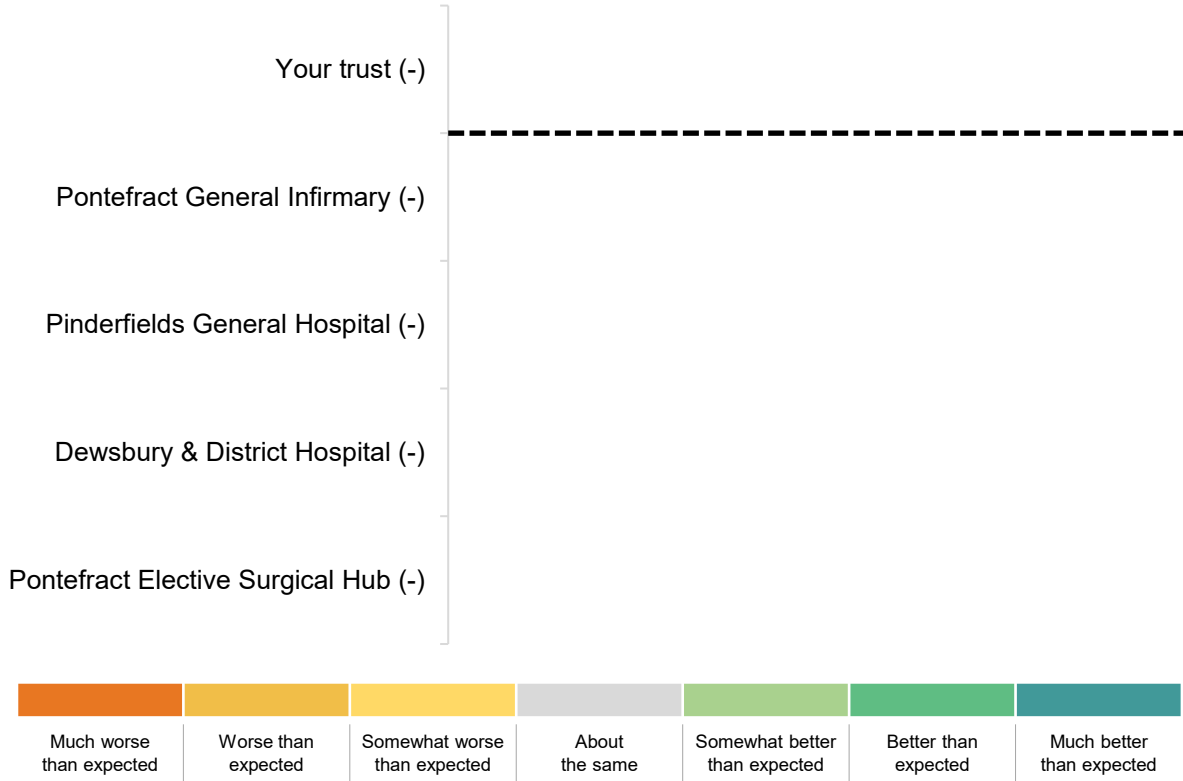 Your trust (-)
Pontefract General Infirmary (-)
Pinderfields General Hospital (-)
Dewsbury & District Hospital (-)
Pontefract Elective Surgical Hub (-)
Much worse
than expected
Worse than
expected
Somewhat worse
than expected
About
the same
Somewhat better
than expected
Better than
expected
Much better
than expected